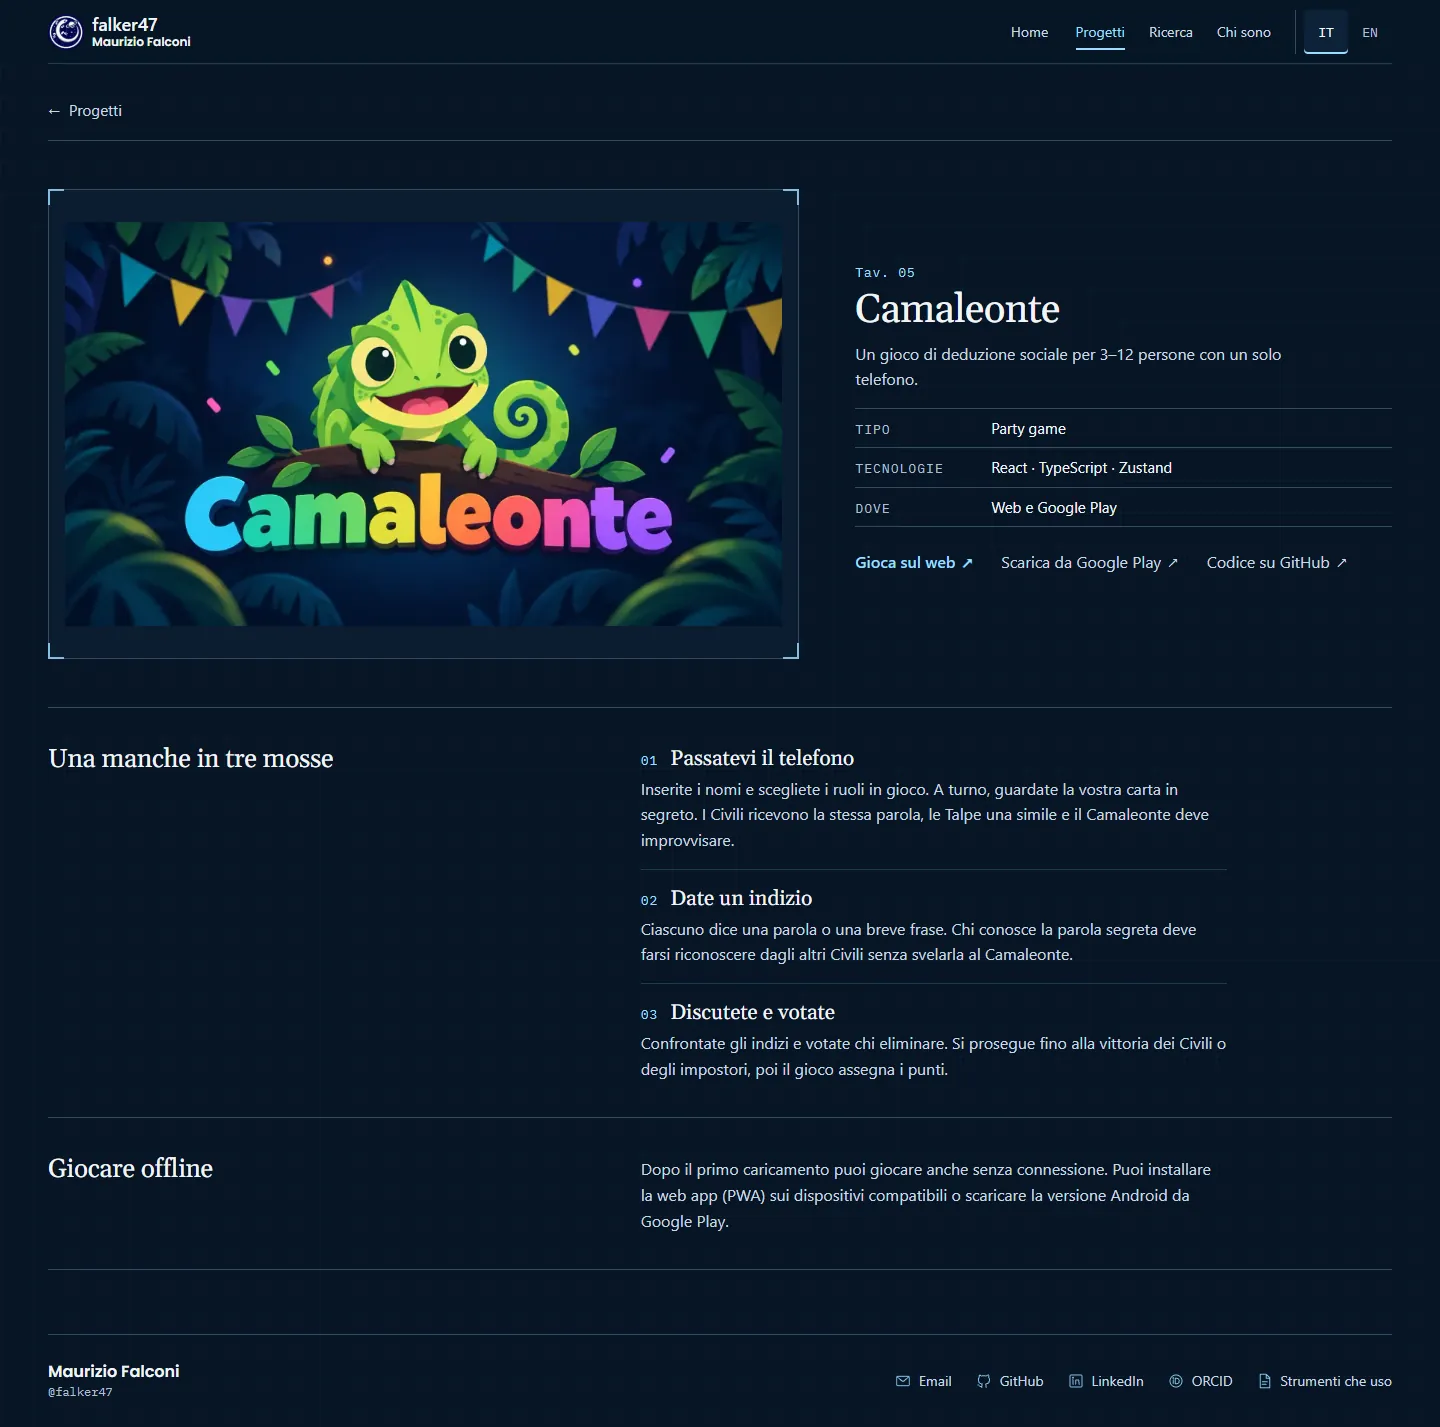 falker47
Maurizio Falconi
Home
Progetti
Ricerca
Chi sono
IT
EN
← Progetti
Camaleonte
Tav. 05
Camaleonte
Un gioco di deduzione sociale per 3–12 persone con un solo
telefono.
TIPO Party game
TECNOLOGIE React · TypeScript · Zustand
DOVE Web e Google Play
Gioca sul web ↗ Scarica da Google Play ↗ Codice su GitHub ↗
Una manche in tre mosse
01 Passatevi il telefono
Inserite i nomi e scegliete i ruoli in gioco. A turno, guardate la vostra carta in
segreto. I Civili ricevono la stessa parola, le Talpe una simile e il Camaleonte deve
improvvisare.
02 Date un indizio
Ciascuno dice una parola o una breve frase. Chi conosce la parola segreta deve
farsi riconoscere dagli altri Civili senza svelarla al Camaleonte.
03 Discutete e votate
Confrontate gli indizi e votate chi eliminare. Si prosegue fino alla vittoria dei Civili o
degli impostori, poi il gioco assegna i punti.
Giocare offline
Dopo il primo caricamento puoi giocare anche senza connessione. Puoi installare
la web app (PWA) sui dispositivi compatibili o scaricare la versione Android da
Google Play.
Maurizio Falconi
@falker47
Email
GitHub
LinkedIn
ORCID
Strumenti che uso